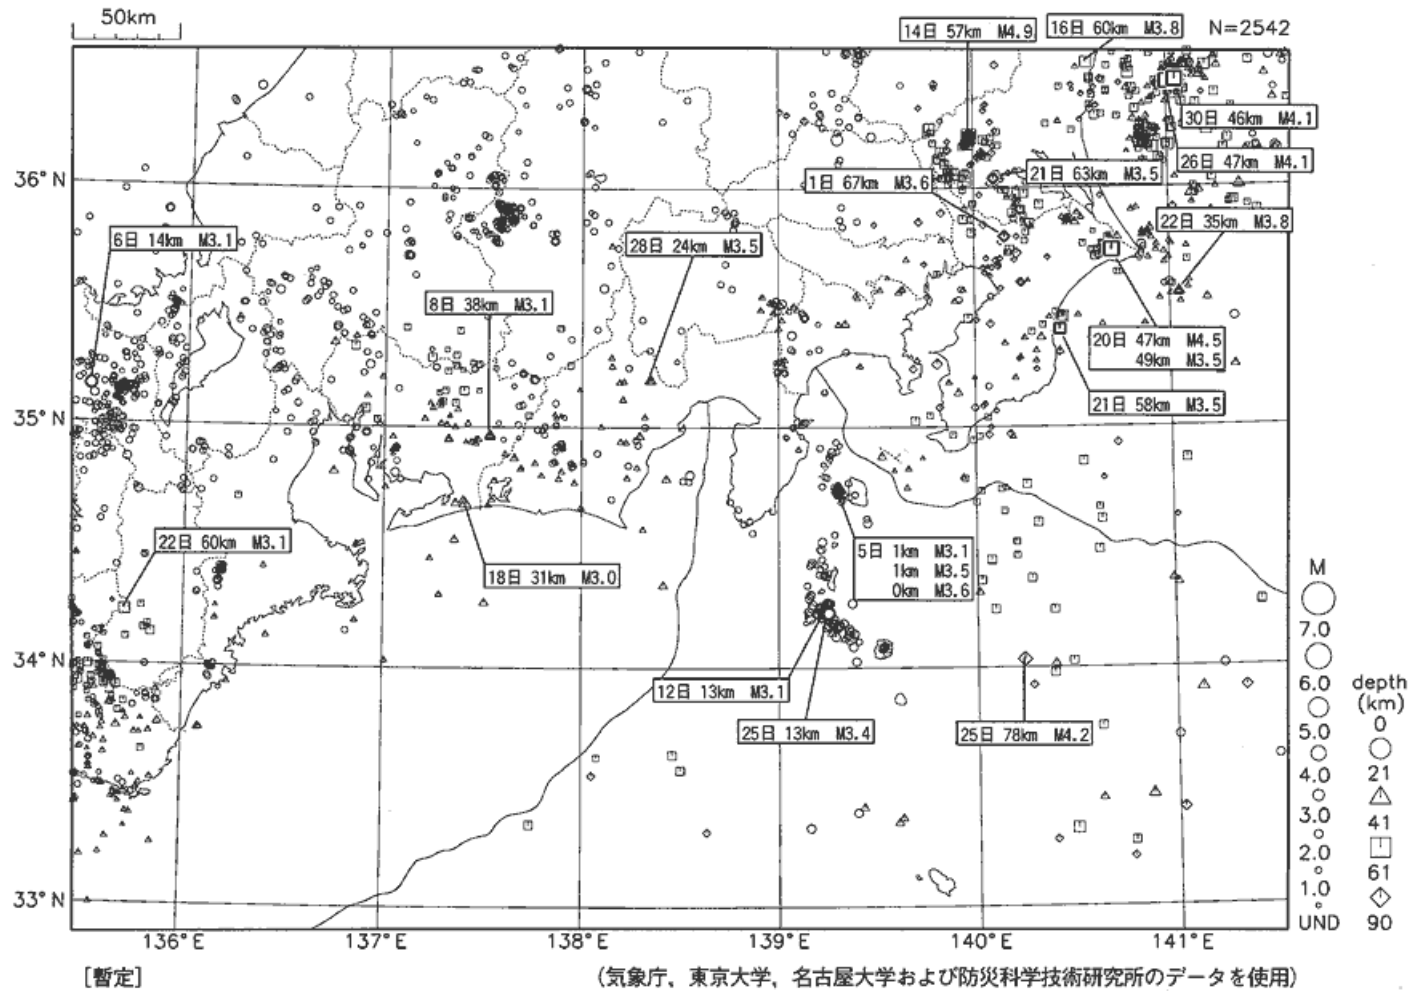 50km
14日 57km M4.9
16日 60km M3.8
N=2542
30日 46km M4.1
26日 47km M4.1
36°N
1日 67km M3.6
21日 63km M3.5
22日 35km M3.8
6日 14km M3.1
28日 24km M3.5
8日 38km M3.1
20日 47km M4.5
49km M3.5
21日 58km M3.5
35°N
22日 60km M3.1
18日 31km M3.0
5日 1km M3.1
1km M3.5
0km M3.6
34°N
12日 13km M3.1
25日 13km M3.4
25日 78km M4.2
M
7.0
6.0
5.0
4.0
3.0
2.0
1.0
UND
depth
(km)
0
21
41
61
90
33°N
136°E
137°E
138°E
139°E
140°E
141°E
[暫定]
(気象庁，東京大学，名古屋大学および防災科学技術研究所のデータを使用)